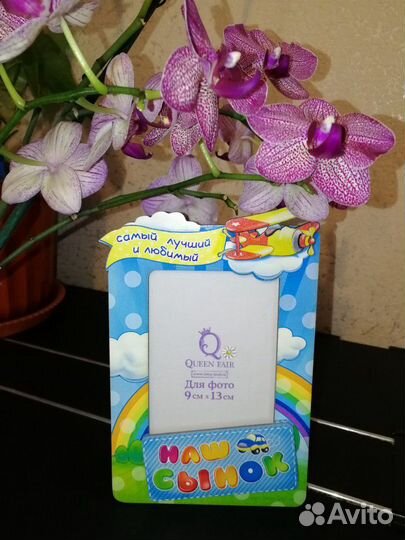 самый лучший
и любимый
Q
QUEEN FAIR
Для фото
9 см x 13 см
НАШ
СЫНОК
Avito